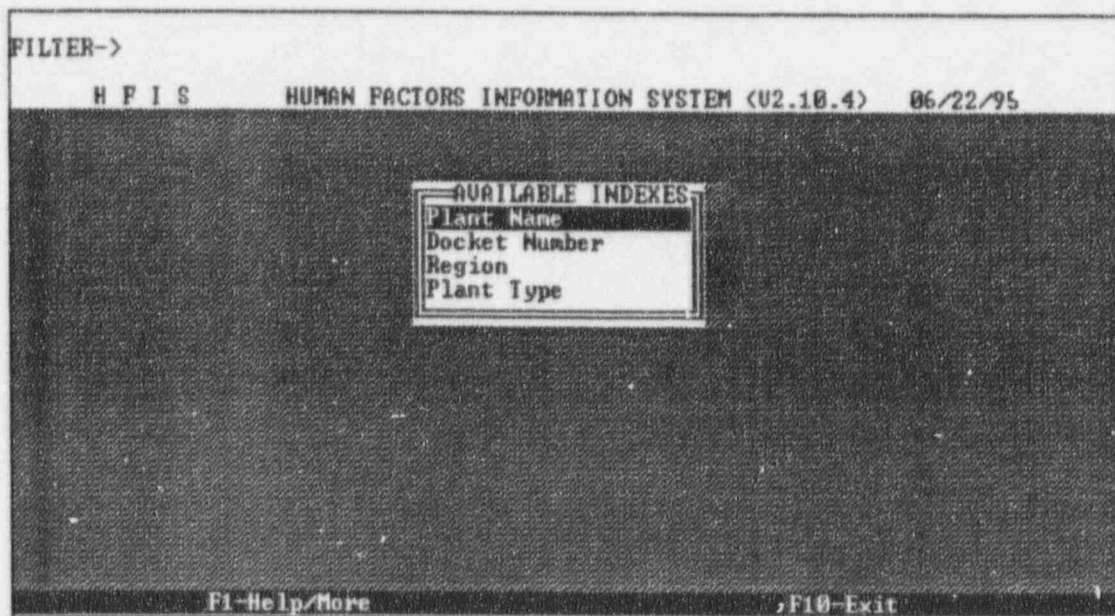 FILTER->
H F I S HUMAN FACTORS INFORMATION SYSTEM (V2.10.4) 06/22/95
AVAILABLE INDEXES
Plant Name
Docket Number
Region
Plant Type
F1-Help/More ,F10-Exit